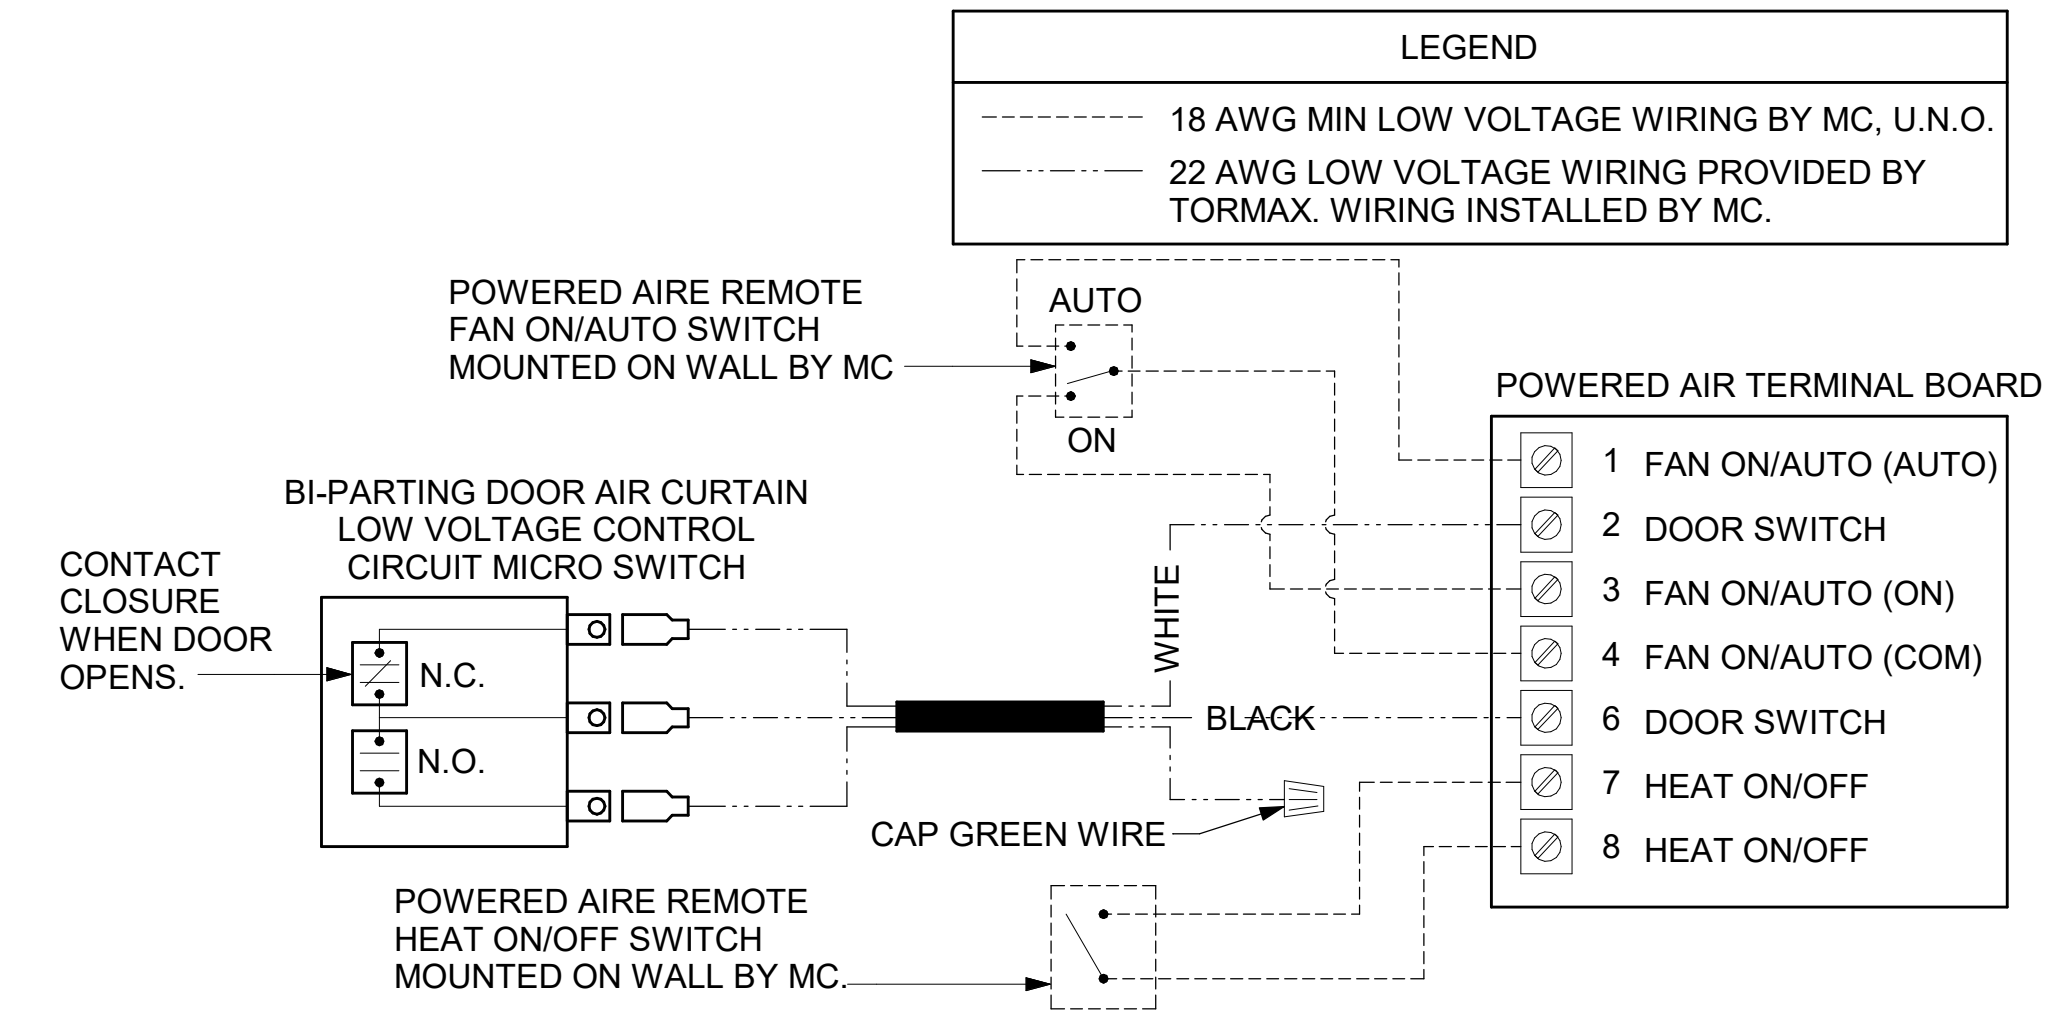 LEGEND
18 AWG MIN LOW VOLTAGE WIRING BY MC, U.N.O.
22 AWG LOW VOLTAGE WIRING PROVIDED BY
TORMAX. WIRING INSTALLED BY MC.
POWERED AIRE REMOTE
FAN ON/AUTO SWITCH
MOUNTED ON WALL BY MC
AUTO
ON
POWERED AIR TERMINAL BOARD
1 FAN ON/AUTO (AUTO)
2 DOOR SWITCH
3 FAN ON/AUTO (ON)
4 FAN ON/AUTO (COM)
6 DOOR SWITCH
7 HEAT ON/OFF
8 HEAT ON/OFF
BI-PARTING DOOR AIR CURTAIN
LOW VOLTAGE CONTROL
CIRCUIT MICRO SWITCH
CONTACT
CLOSURE
WHEN DOOR
OPENS.
N.C.
N.O.
WHITE
BLACK
CAP GREEN WIRE
POWERED AIRE REMOTE
HEAT ON/OFF SWITCH
MOUNTED ON WALL BY MC.